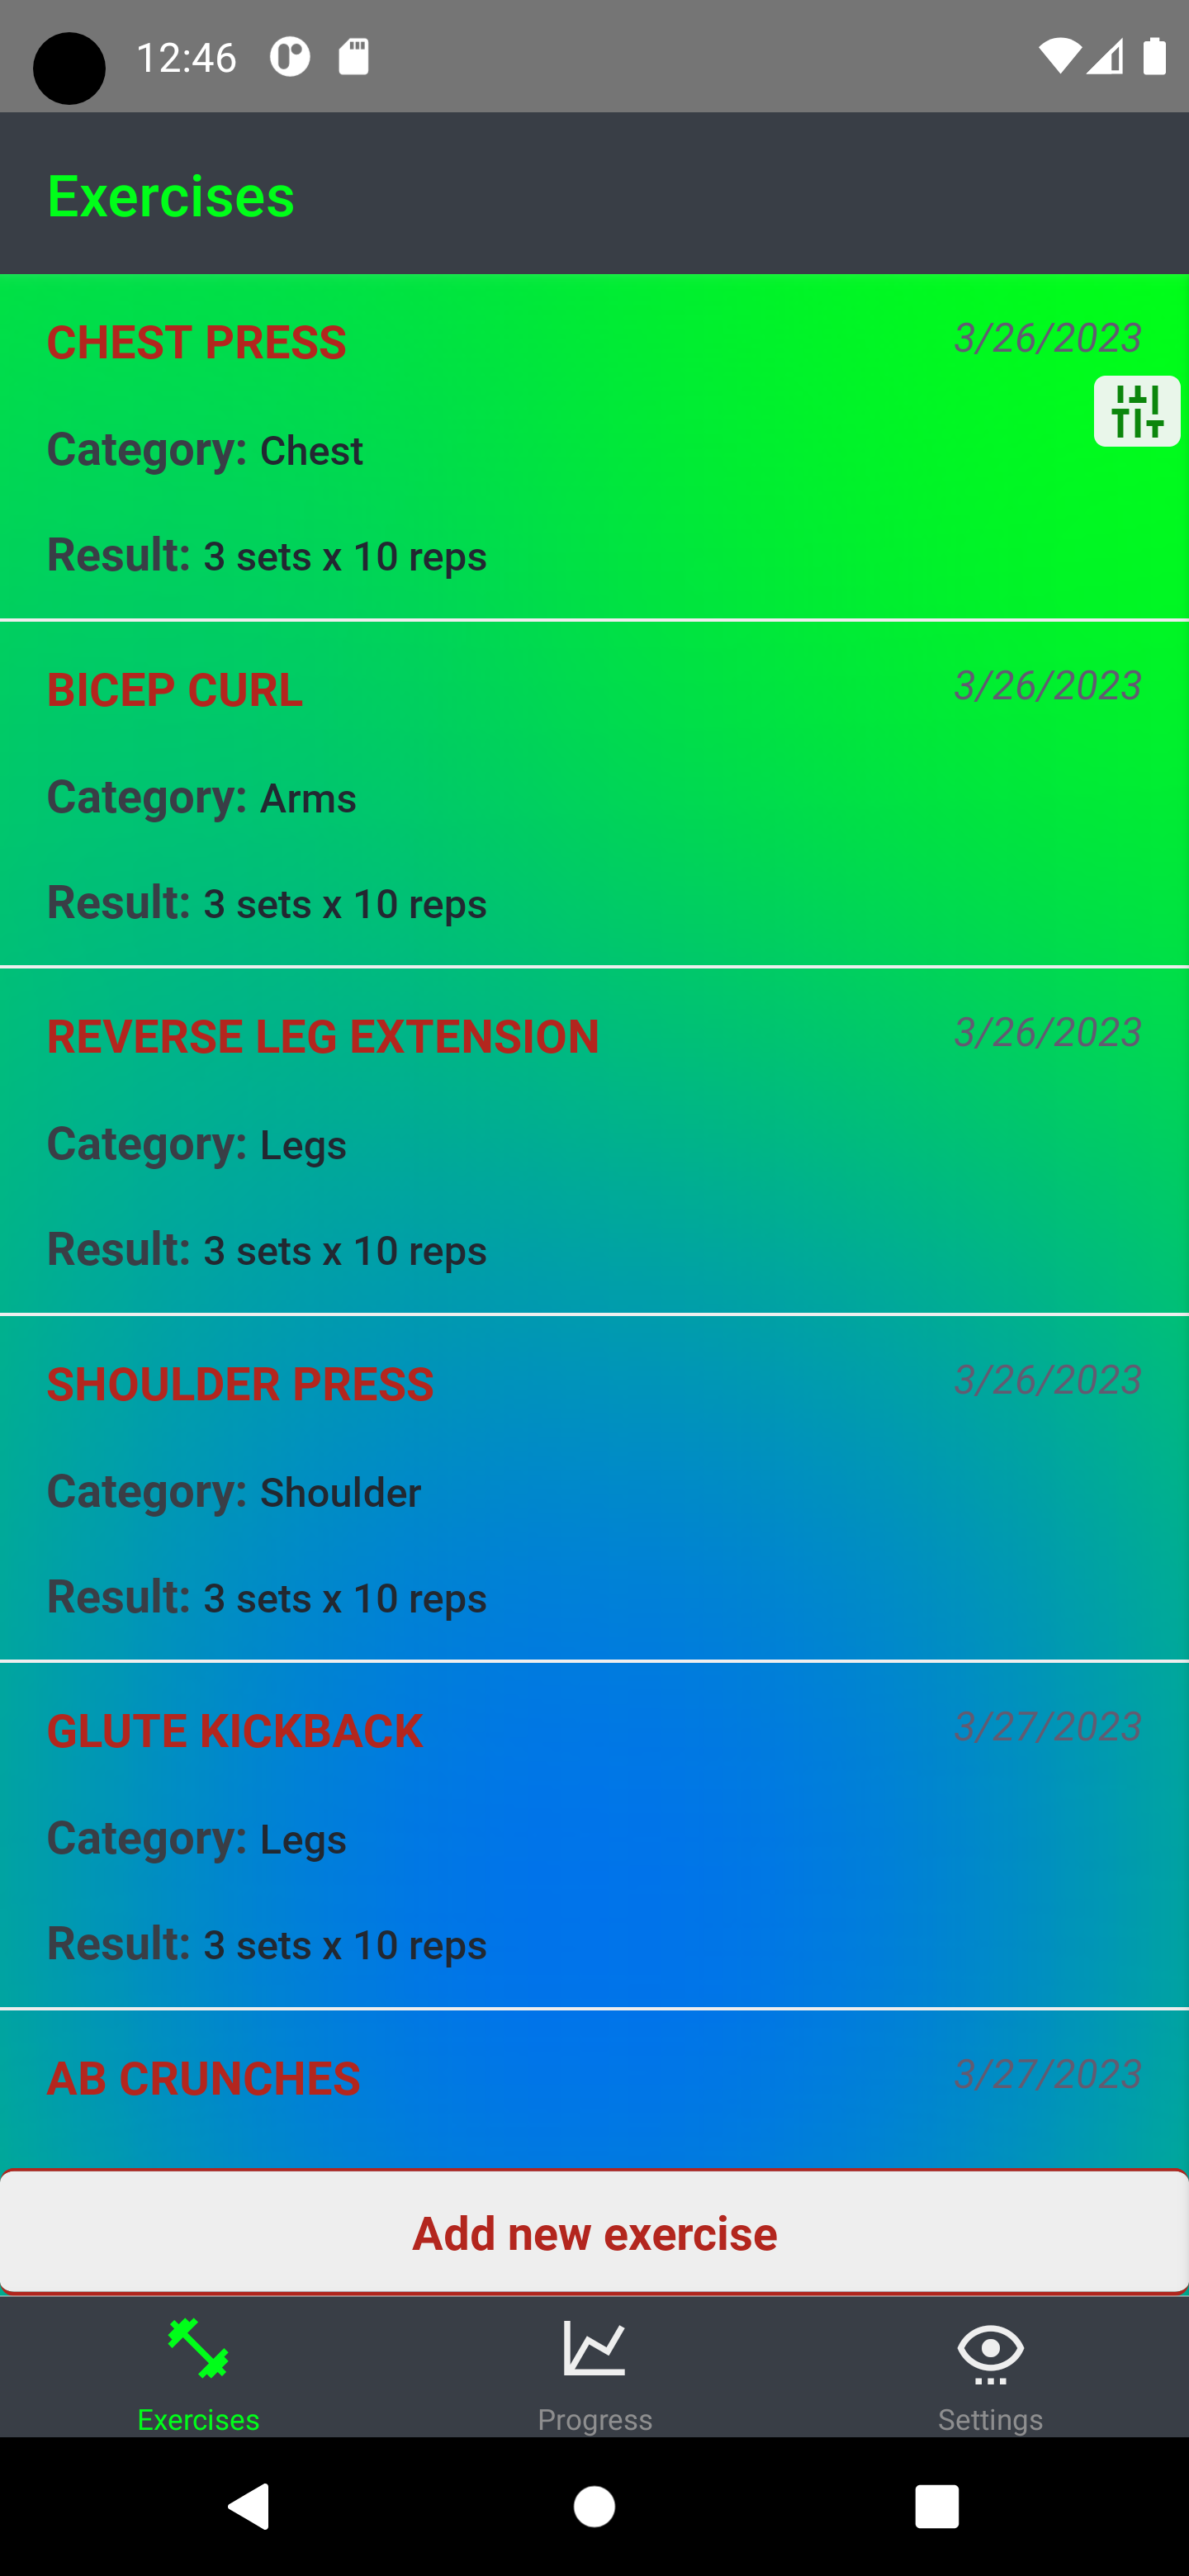 12:46
Exercises
CHEST PRESS 3/26/2023
Category: Chest
Result: 3 sets x 10 reps
BICEP CURL 3/26/2023
Category: Arms
Result: 3 sets x 10 reps
REVERSE LEG EXTENSION 3/26/2023
Category: Legs
Result: 3 sets x 10 reps
SHOULDER PRESS 3/26/2023
Category: Shoulder
Result: 3 sets x 10 reps
GLUTE KICKBACK 3/27/2023
Category: Legs
Result: 3 sets x 10 reps
AB CRUNCHES 3/27/2023
Add new exercise
Exercises Progress Settings